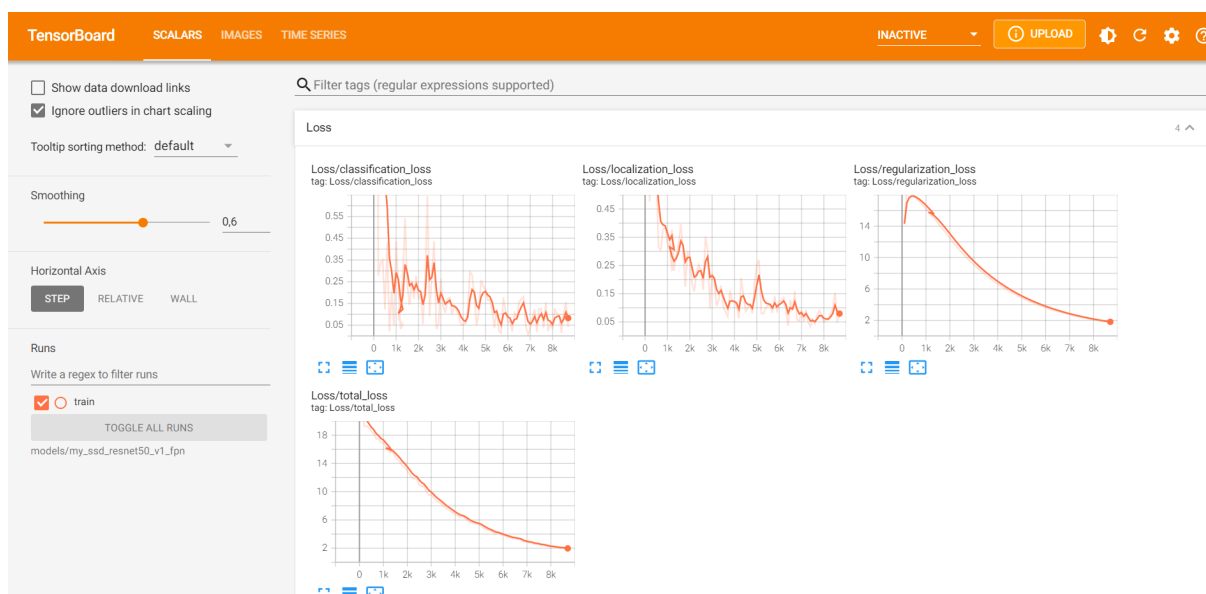 TensorBoard SCALARS IMAGES TIME SERIES INACTIVE UPLOAD
Show data download links
Ignore outliers in chart scaling
Tooltip sorting method: default
Smoothing
0,6
Horizontal Axis
STEP RELATIVE WALL
Runs
Write a regex to filter runs
train
TOGGLE ALL RUNS
models/my_ssd_resnet50_v1_fpn
Filter tags (regular expressions supported)
Loss 4
Loss/classification_loss
tag: Loss/classification_loss
0.55
0.45
0.35
0.25
0.15
0.05
0 1k 2k 3k 4k 5k 6k 7k 8k
Loss/localization_loss
tag: Loss/localization_loss
0.45
0.35
0.25
0.15
0.05
0 1k 2k 3k 4k 5k 6k 7k 8k
Loss/regularization_loss
tag: Loss/regularization_loss
14
10
6
2
0 1k 2k 3k 4k 5k 6k 7k 8k
Loss/total_loss
tag: Loss/total_loss
18
14
10
6
2
0 1k 2k 3k 4k 5k 6k 7k 8k